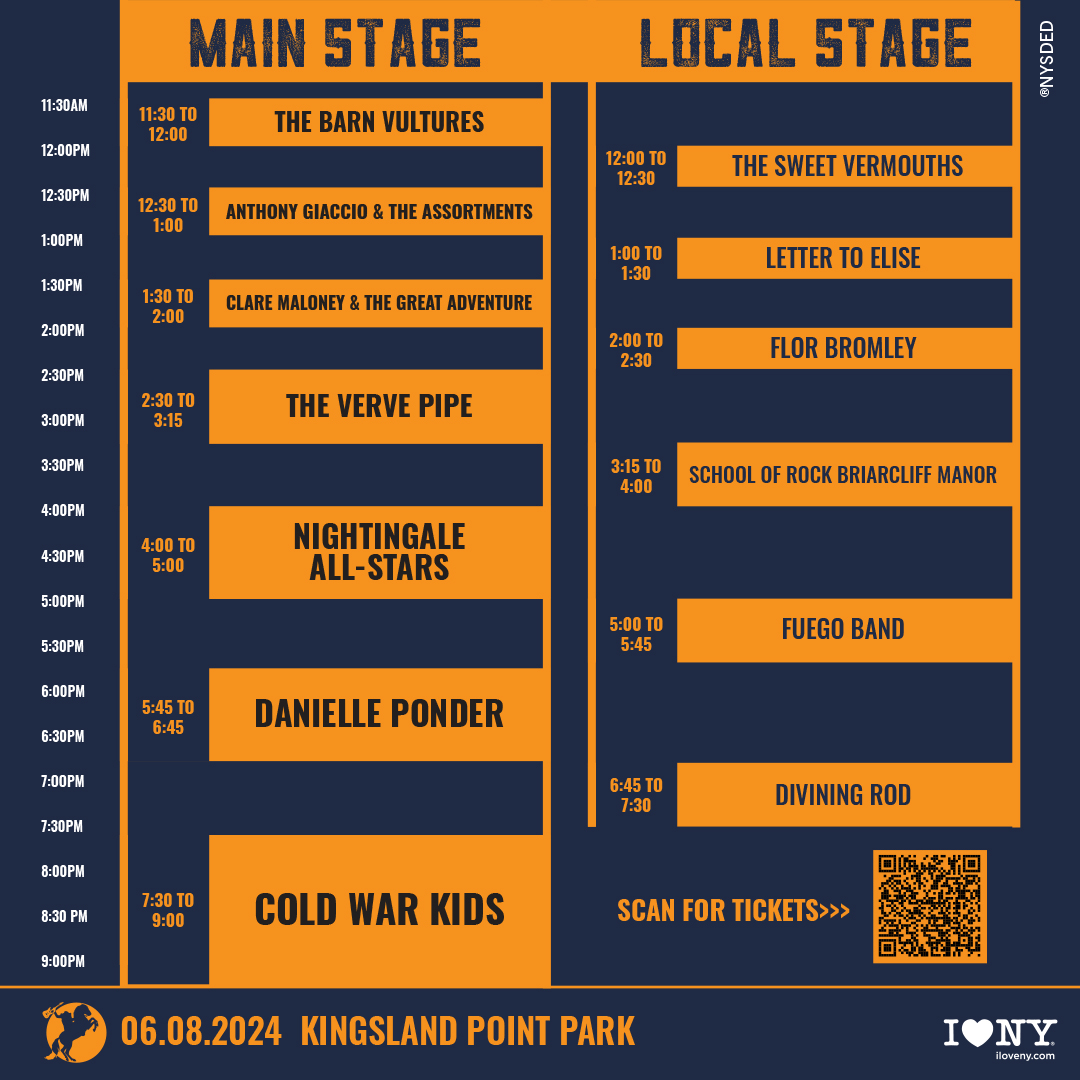 MAIN STAGE
LOCAL STAGE
®NYSDED
11:30AM
12:00PM
12:30PM
1:00PM
1:30PM
2:00PM
2:30PM
3:00PM
3:30PM
4:00PM
4:30PM
5:00PM
5:30PM
6:00PM
6:30PM
7:00PM
7:30PM
8:00PM
8:30 PM
9:00PM
11:30 TO
12:00
THE BARN VULTURES
12:30 TO
1:00
ANTHONY GIACCIO & THE ASSORTMENTS
1:30 TO
2:00
CLARE MALONEY & THE GREAT ADVENTURE
2:30 TO
3:15
THE VERVE PIPE
4:00 TO
5:00
NIGHTINGALE
ALL-STARS
5:45 TO
6:45
DANIELLE PONDER
7:30 TO
9:00
COLD WAR KIDS
12:00 TO
12:30
THE SWEET VERMOUTHS
1:00 TO
1:30
LETTER TO ELISE
2:00 TO
2:30
FLOR BROMLEY
3:15 TO
4:00
SCHOOL OF ROCK BRIARCLIFF MANOR
5:00 TO
5:45
FUEGO BAND
6:45 TO
7:30
DIVINING ROD
SCAN FOR TICKETS>>>
06.08.2024 KINGSLAND POINT PARK
I NY®
iloveny.com